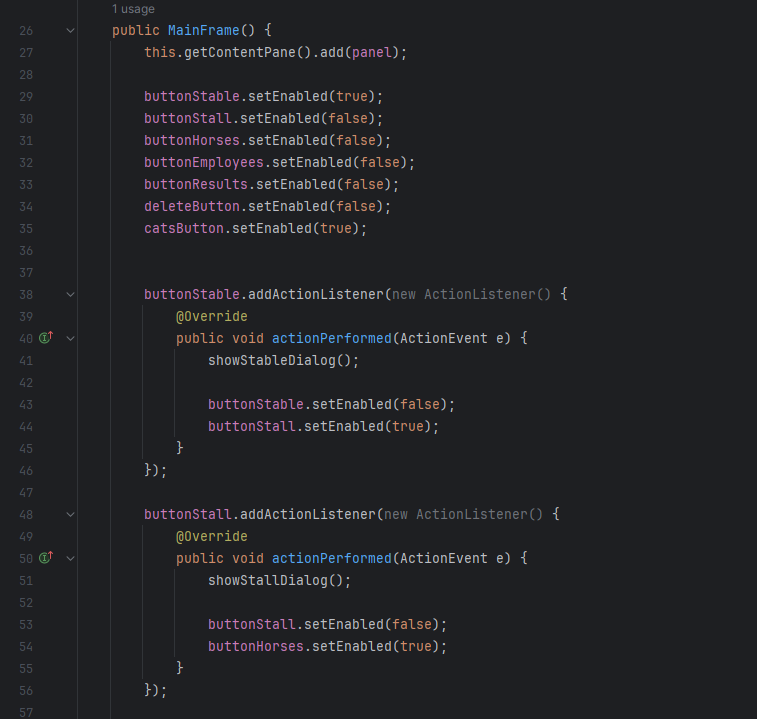 1 usage
26 public MainFrame() {
27 this.getContentPane().add(panel);
28
29 buttonStable.setEnabled(true);
30 buttonStall.setEnabled(false);
31 buttonHorses.setEnabled(false);
32 buttonEmployees.setEnabled(false);
33 buttonResults.setEnabled(false);
34 deleteButton.setEnabled(false);
35 catsButton.setEnabled(true);
36
37
38 buttonStable.addActionListener(new ActionListener() {
39 @Override
40 public void actionPerformed(ActionEvent e) {
41 showStableDialog();
42
43 buttonStable.setEnabled(false);
44 buttonStall.setEnabled(true);
45 }
46 });
47
48 buttonStall.addActionListener(new ActionListener() {
49 @Override
50 public void actionPerformed(ActionEvent e) {
51 showStallDialog();
52
53 buttonStall.setEnabled(false);
54 buttonHorses.setEnabled(true);
55 }
56 });
57